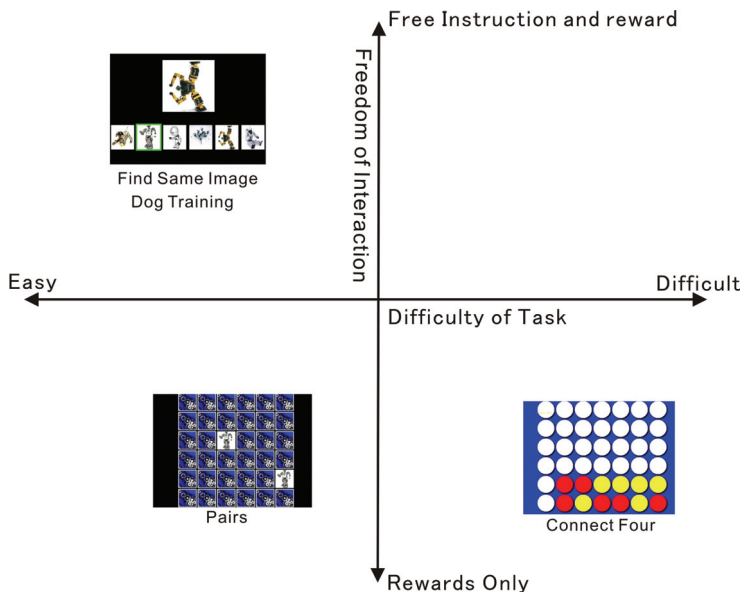 Free Instruction and reward
Freedom of Interaction
Find Same Image
Dog Training
Easy
Difficult
Difficulty of Task
Pairs
Connect Four
Rewards Only